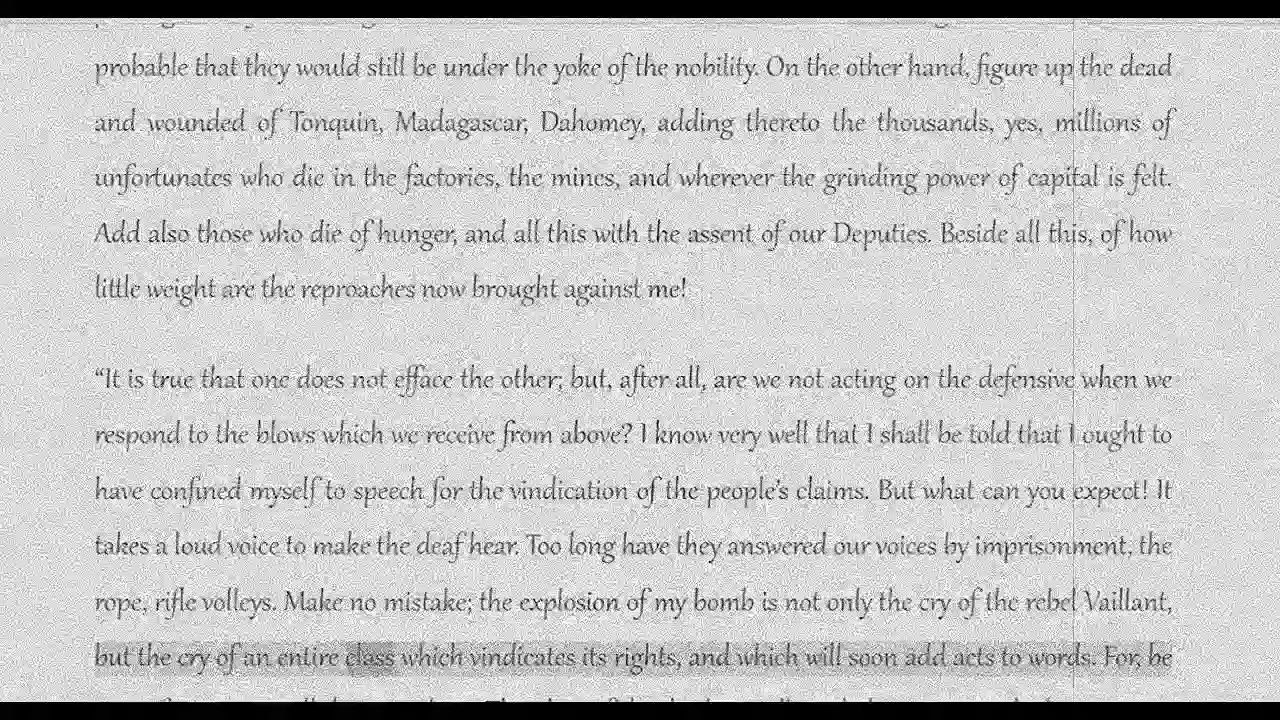 probable that they would still be under the yoke of the nobility. On the other hand, figure up the dead
and wounded of Tonquin, Madagascar, Dahomey, adding thereto the thousands, yes, millions of
unfortunates who die in the factories, the mines, and wherever the grinding power of capital is felt.
Add also those who die of hunger, and all this with the assent of our Deputies. Beside all this, of how
little weight are the reproaches now brought against me!
“It is true that one does not efface the other; but, after all, are we not acting on the defensive when we
respond to the blows which we receive from above? I know very well that I shall be told that I ought to
have confined myself to speech for the vindication of the people's claims. But what can you expect! It
takes a loud voice to make the deaf hear. Too long have they answered our voices by imprisonment, the
rope, rifle volleys. Make no mistake; the explosion of my bomb is not only the cry of the rebel Vaillant,
but the cry of an entire class which vindicates its rights, and which will soon add acts to words. For, be